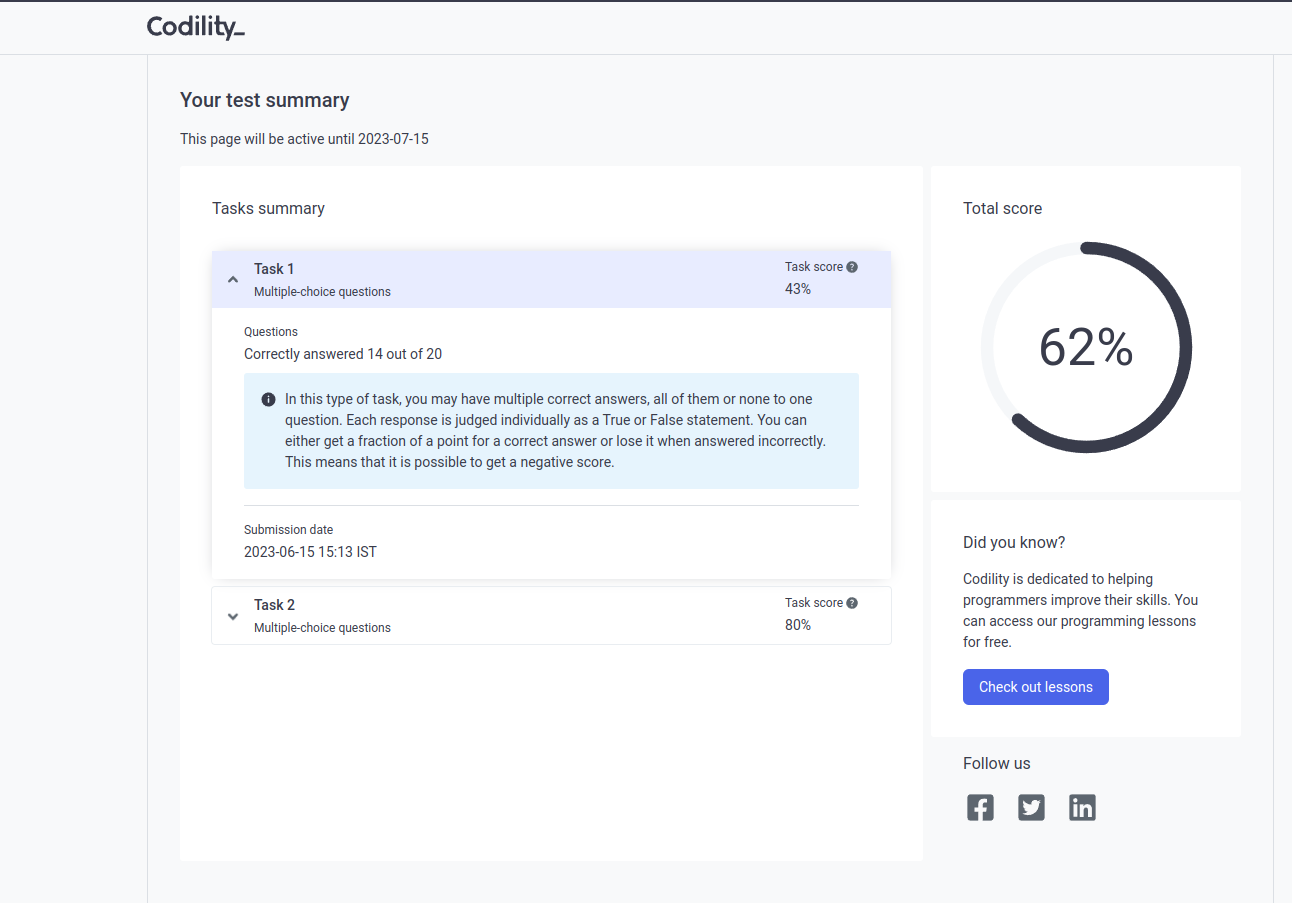 Codility_
Your test summary
This page will be active until 2023-07-15
Tasks summary
Task 1
Multiple-choice questions
Task score ?
43%
Questions
Correctly answered 14 out of 20
In this type of task, you may have multiple correct answers, all of them or none to one
question. Each response is judged individually as a True or False statement. You can
either get a fraction of a point for a correct answer or lose it when answered incorrectly.
This means that it is possible to get a negative score.
Submission date
2023-06-15 15:13 IST
Task 2
Multiple-choice questions
Task score ?
80%
Total score
62%
Did you know?
Codility is dedicated to helping
programmers improve their skills. You
can access our programming lessons
for free.
Check out lessons
Follow us